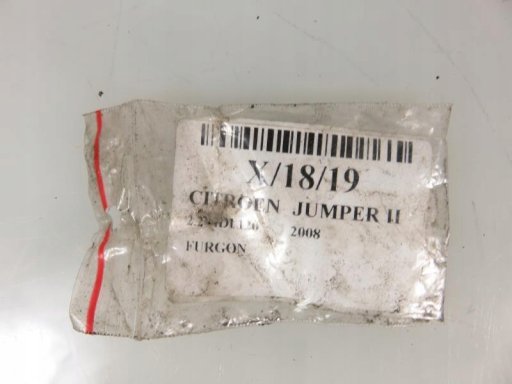 X/18/19
CITROEN JUMPER II
2008
FURGON